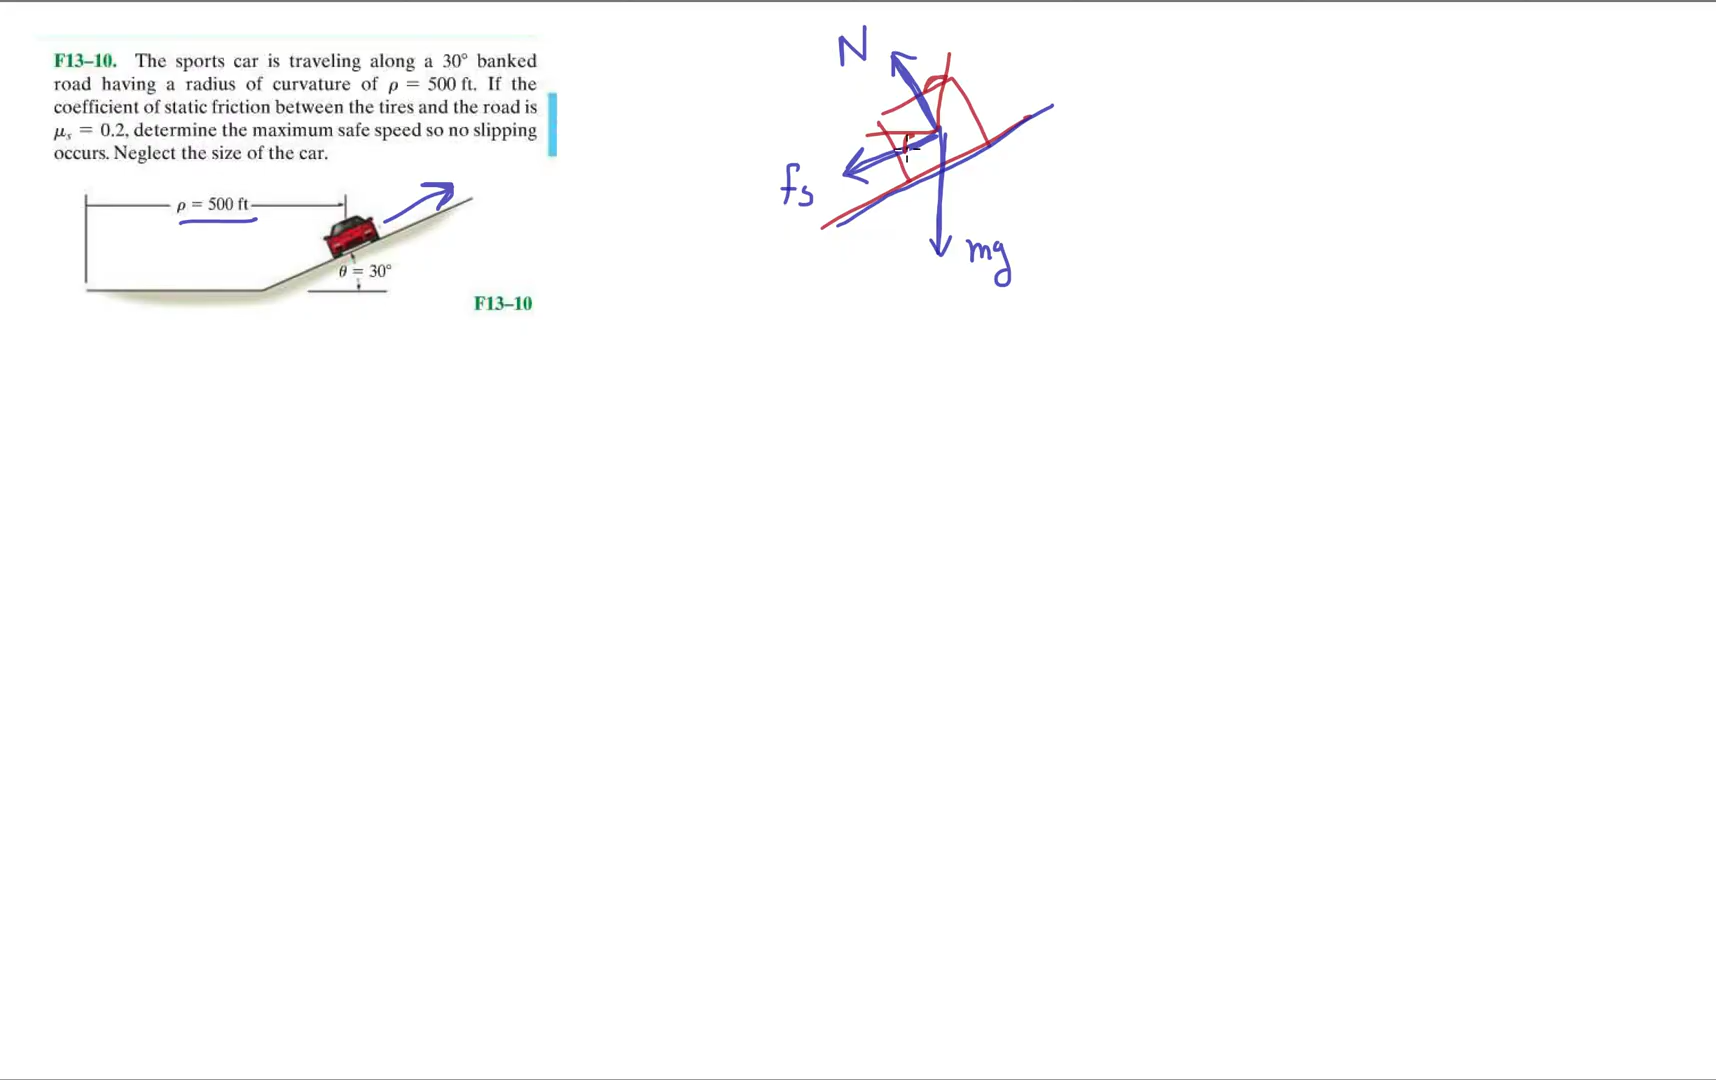 F13–10. The sports car is traveling along a 30° banked
road having a radius of curvature of ρ = 500 ft. If the
coefficient of static friction between the tires and the road is
μs = 0.2, determine the maximum safe speed so no slipping
occurs. Neglect the size of the car.
ρ = 500 ft
θ = 30°
F13–10
N
fs
mg